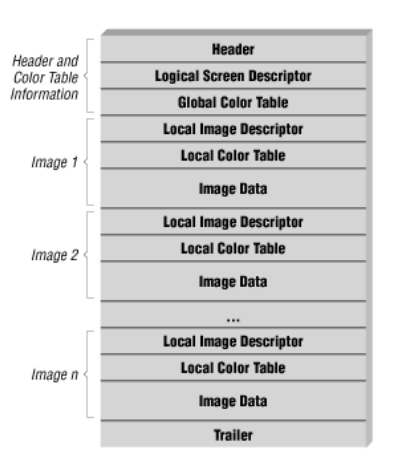 Header and
Color Table
Information
Header
Logical Screen Descriptor
Global Color Table
Image 1
Local Image Descriptor
Local Color Table
Image Data
Image 2
Local Image Descriptor
Local Color Table
Image Data
...
Image n
Local Image Descriptor
Local Color Table
Image Data
Trailer